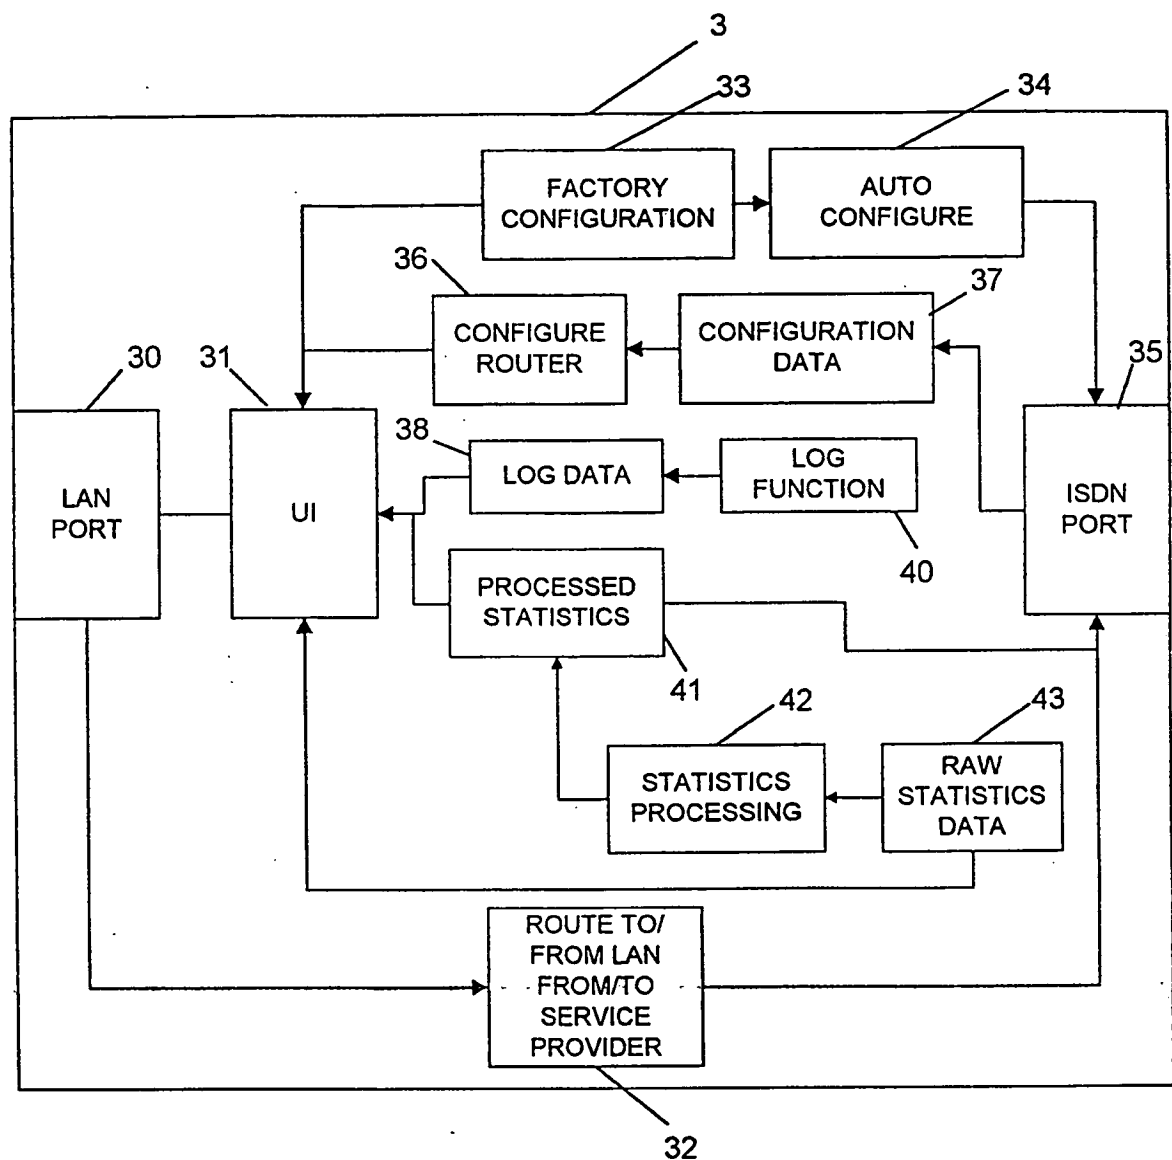 3
33
34
FACTORY
CONFIGURATION
AUTO
CONFIGURE
36
37
CONFIGURE
ROUTER
CONFIGURATION
DATA
30
31
35
38
LOG DATA
LOG
FUNCTION
LAN
PORT
UI
ISDN
PORT
40
PROCESSED
STATISTICS
41
42
43
STATISTICS
PROCESSING
RAW
STATISTICS
DATA
ROUTE TO/
FROM LAN
FROM/TO
SERVICE
PROVIDER
32